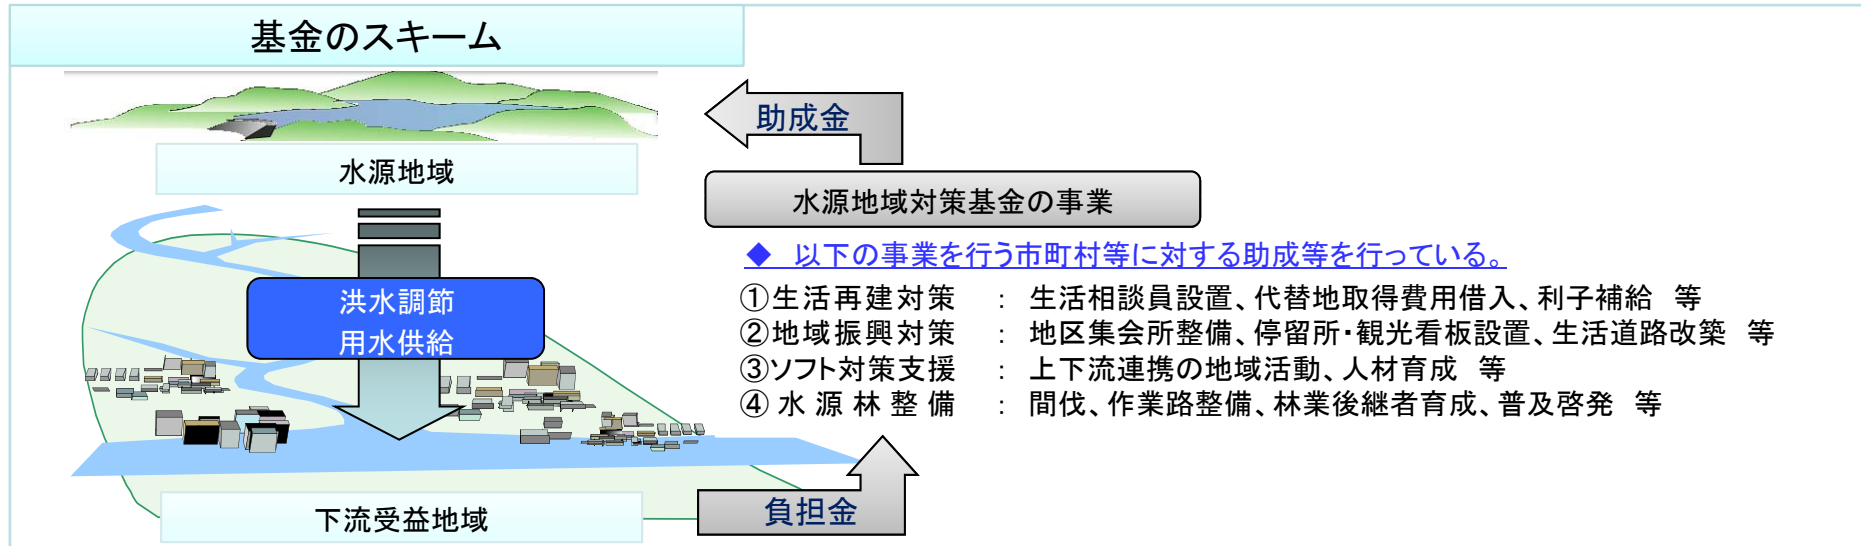 基金のスキーム
助成金
水源地域
水源地域対策基金の事業
◆ 以下の事業を行う市町村等に対する助成等を行っている。
洪水調節
用水供給
①生活再建対策 : 生活相談員設置、代替地取得費用借入、利子補給 等
②地域振興対策 : 地区集会所整備、停留所・観光看板設置、生活道路改築 等
③ソフト対策支援 : 上下流連携の地域活動、人材育成 等
④水源林整備 : 間伐、作業路整備、林業後継者育成、普及啓発 等
下流受益地域
負担金